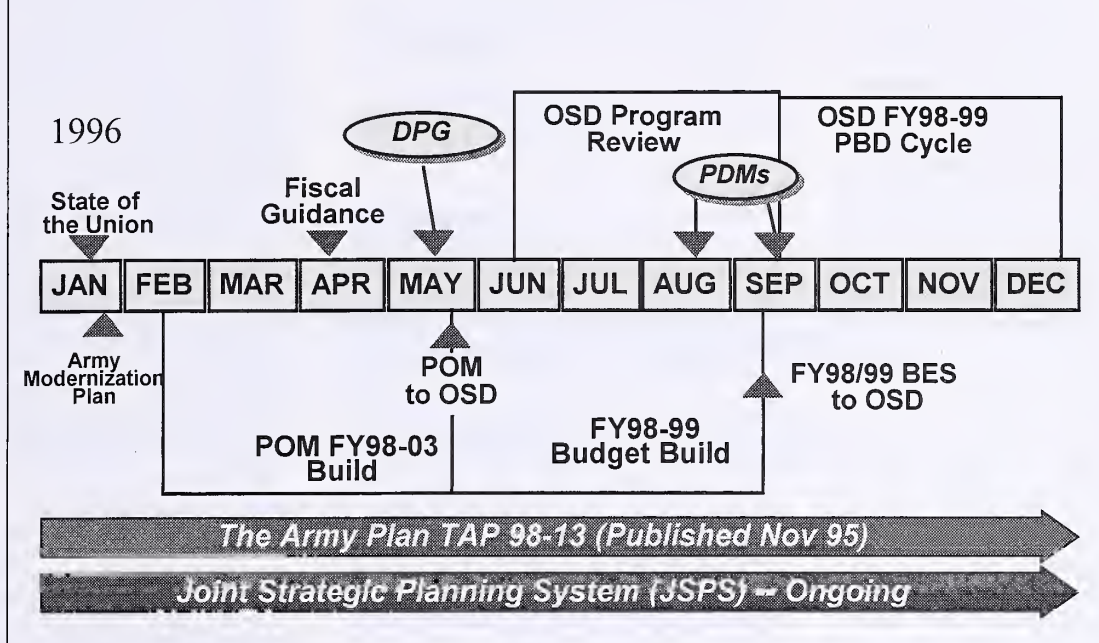 1996
DPG
OSD Program
Review
OSD FY98-99
PBD Cycle
PDMs
State of
the Union
Fiscal
Guidance
JAN FEB MAR APR MAY JUN JUL AUG SEP OCT NOV DEC
Army
Modernization
Plan
POM
to OSD
FY98/99 BES
to OSD
POM FY98-03
Build
FY98-99
Budget Build
The Army Plan TAP 98-13 (Published Nov 95)
Joint Strategic Planning System (JSPS) -- Ongoing